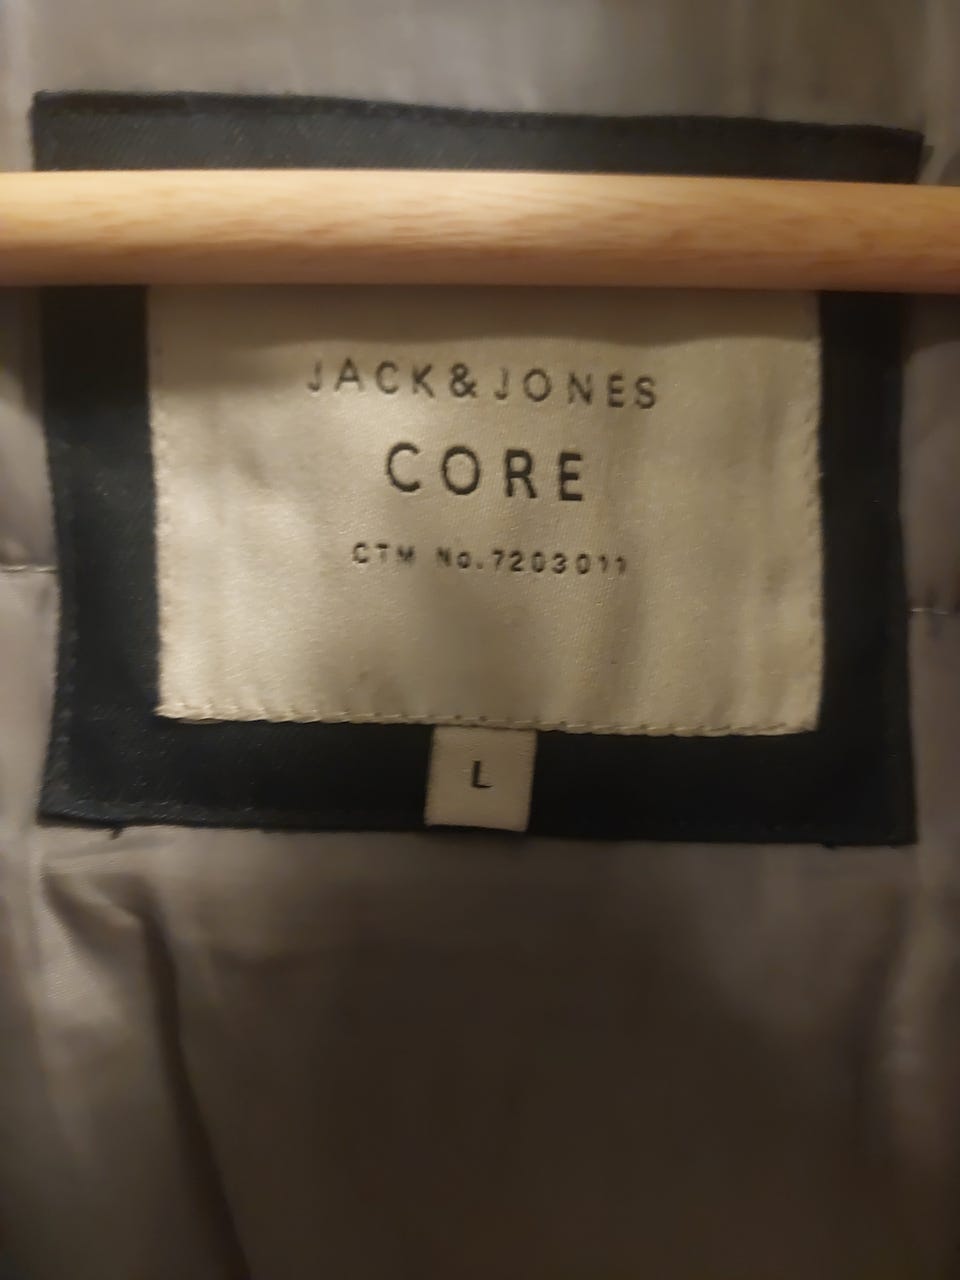 JACK&JONES
CORE
CTM No.7203011
L